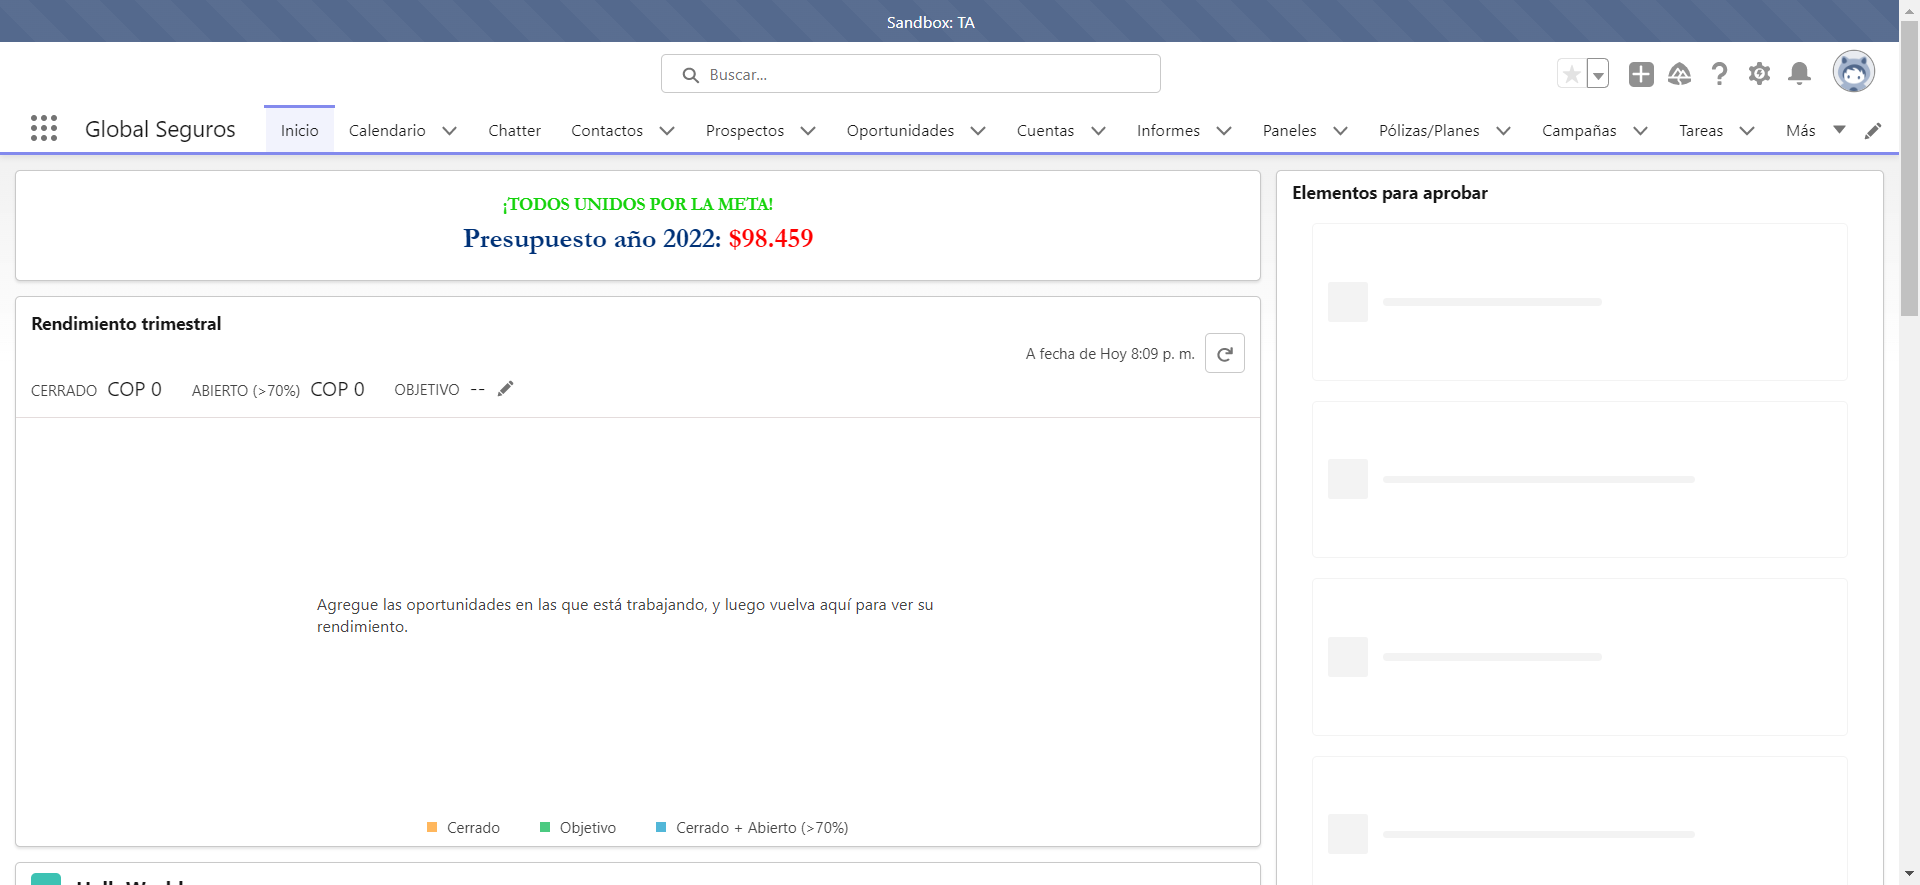 Sandbox: TA
Buscar...
Global Seguros
Inicio
Calendario
Chatter
Contactos
Prospectos
Oportunidades
Cuentas
Informes
Paneles
Pólizas/Planes
Campañas
Tareas
Más
¡TODOS UNIDOS POR LA META!
Presupuesto año 2022: $98.459
Elementos para aprobar
Rendimiento trimestral
A fecha de Hoy 8:09 p. m.
CERRADO COP 0 ABIERTO (>70%) COP 0 OBJETIVO --
Agregue las oportunidades en las que está trabajando, y luego vuelva aquí para ver su
rendimiento.
Cerrado
Objetivo
Cerrado + Abierto (>70%)